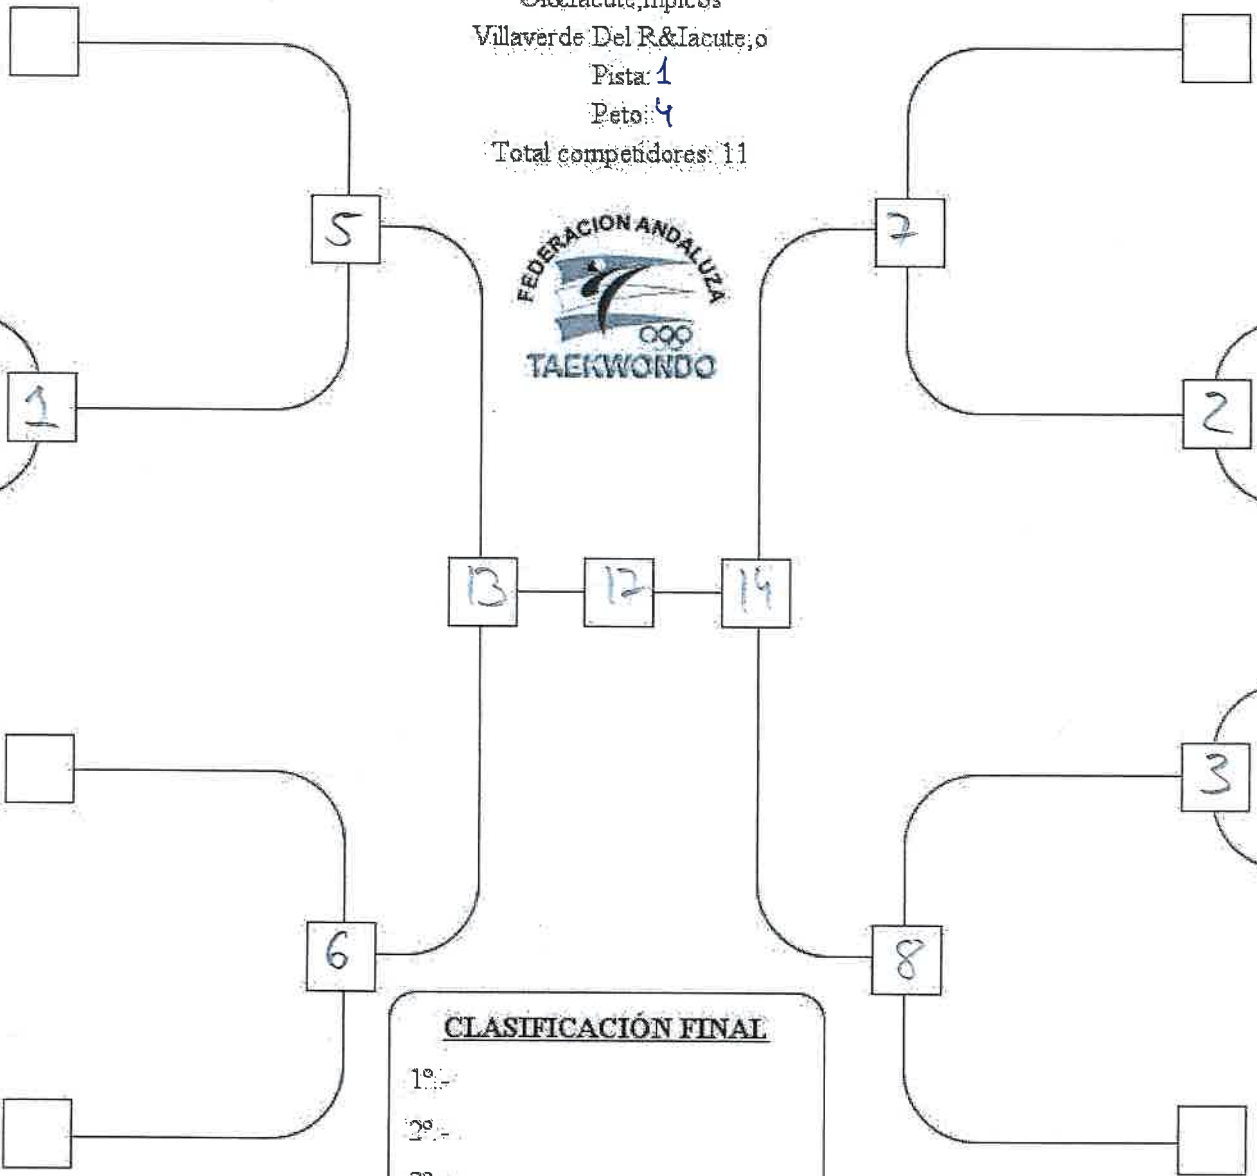 Villaverde Del R&Iacute;o
Pista: 1
Peto: 4
Total competidores: 11
FEDERACION ANDALUZA
TAEKWONDO
5
7
1
2
13
17
14
3
6
8
CLASIFICACIÓN FINAL
1º.-
2º.-